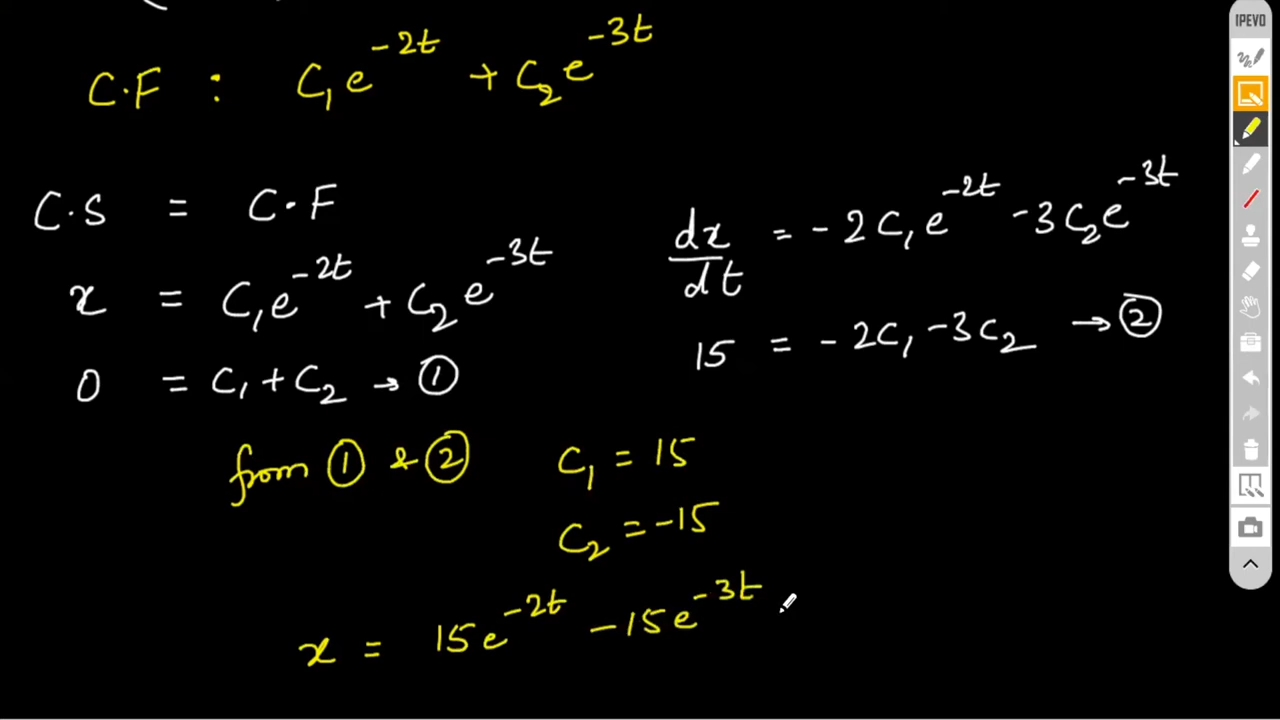 C.F : C₁e⁻²ᵗ + C₂e⁻³ᵗ
C.S = C.F
x = C₁e⁻²ᵗ + C₂e⁻³ᵗ
0 = C₁ + C₂ → ①
dx/dt = -2C₁e⁻²ᵗ - 3C₂e⁻³ᵗ
15 = -2C₁ - 3C₂ → ②
from ① & ② C₁ = 15
C₂ = -15
x = 15e⁻²ᵗ - 15e⁻³ᵗ
IPEVO